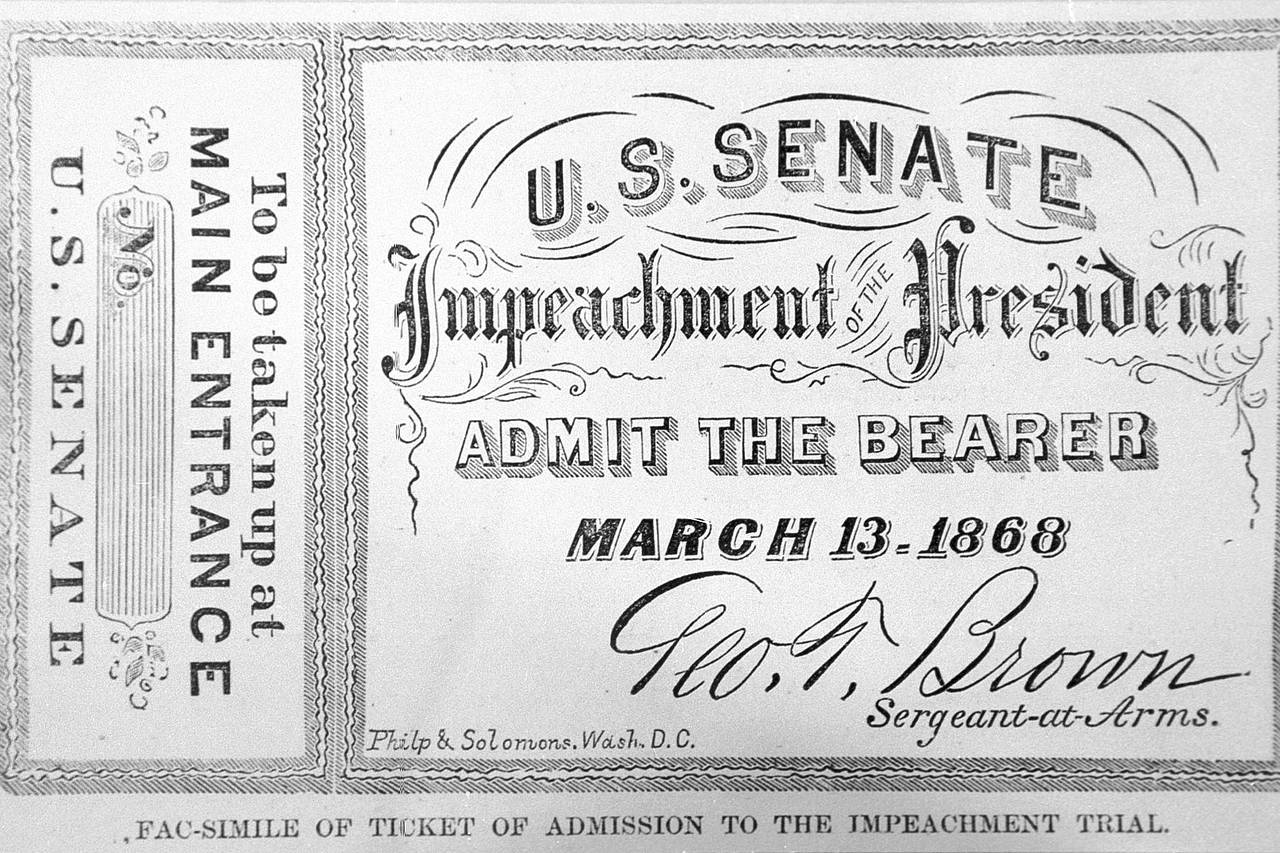 To be taken up at
MAIN ENTRANCE
No.
U.S. SENATE
U.S. SENATE
Impeachment OF THE President
ADMIT THE BEARER
MARCH 13-1868
Geo. T. Brown
Sergeant-at-Arms.
Philp & Solomons. Wash. D.C.
FAC-SIMILE OF TICKET OF ADMISSION TO THE IMPEACHMENT TRIAL.